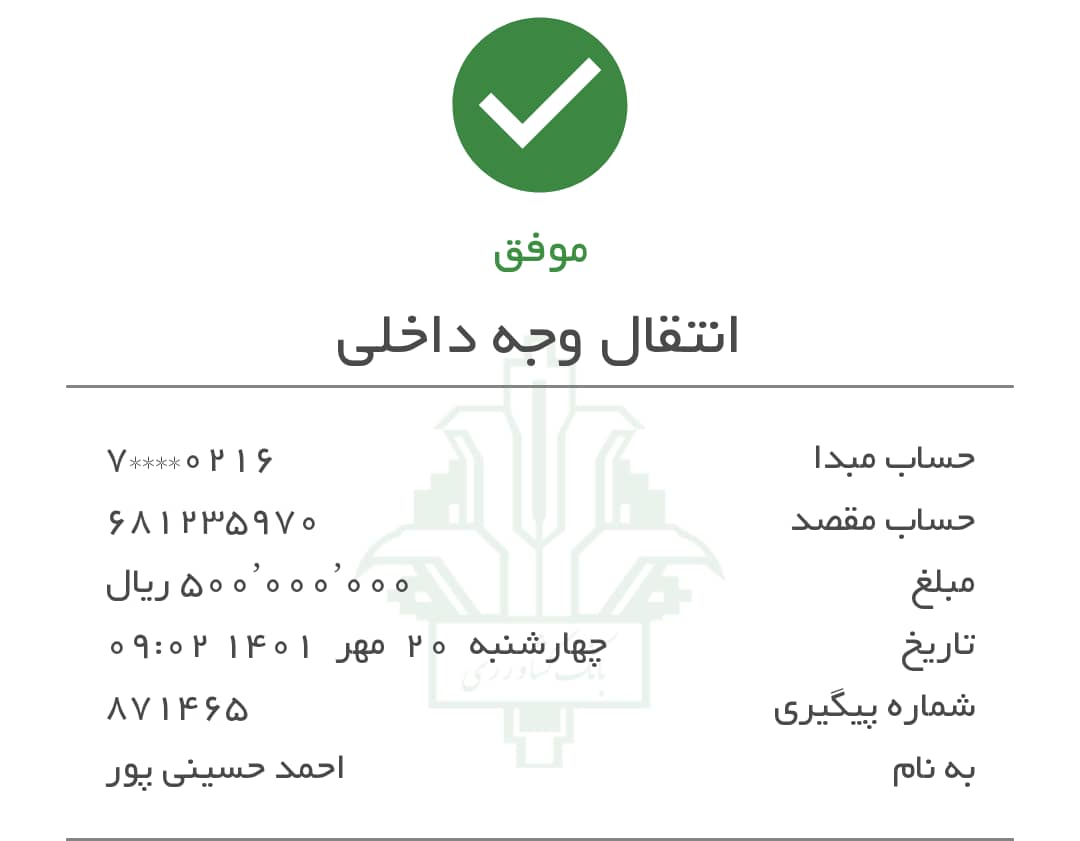 موفق
انتقال وجه داخلی
حساب مبدا ۷****۰۲۱۶
حساب مقصد ۶۸۱۲۳۵۹۷۰
مبلغ ۵۰۰٬۰۰۰٬۰۰۰ ریال
تاریخ چهارشنبه ۲۰ مهر ۱۴۰۱ ۰۹:۰۲
شماره پیگیری ۸۷۱۴۶۵
به نام احمد حسینی پور
بانک کشاورزی